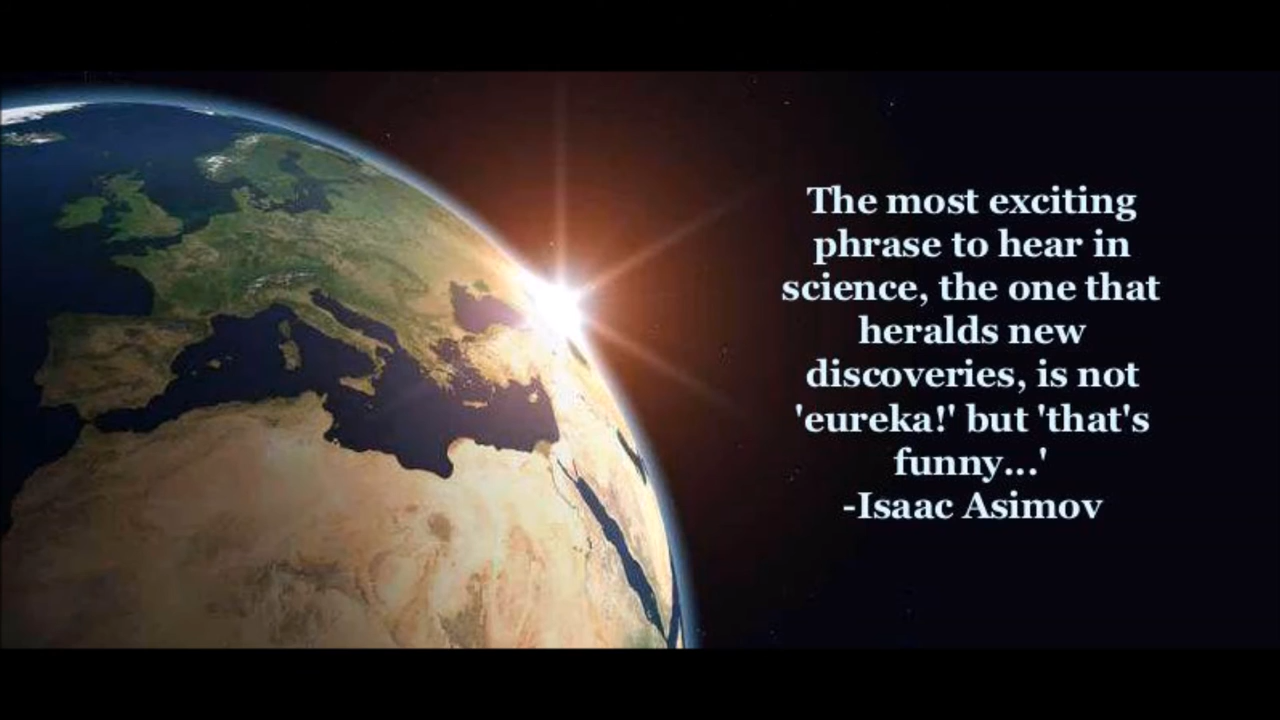 The most exciting
phrase to hear in
science, the one that
heralds new
discoveries, is not
'eureka!' but 'that's
funny...'
-Isaac Asimov